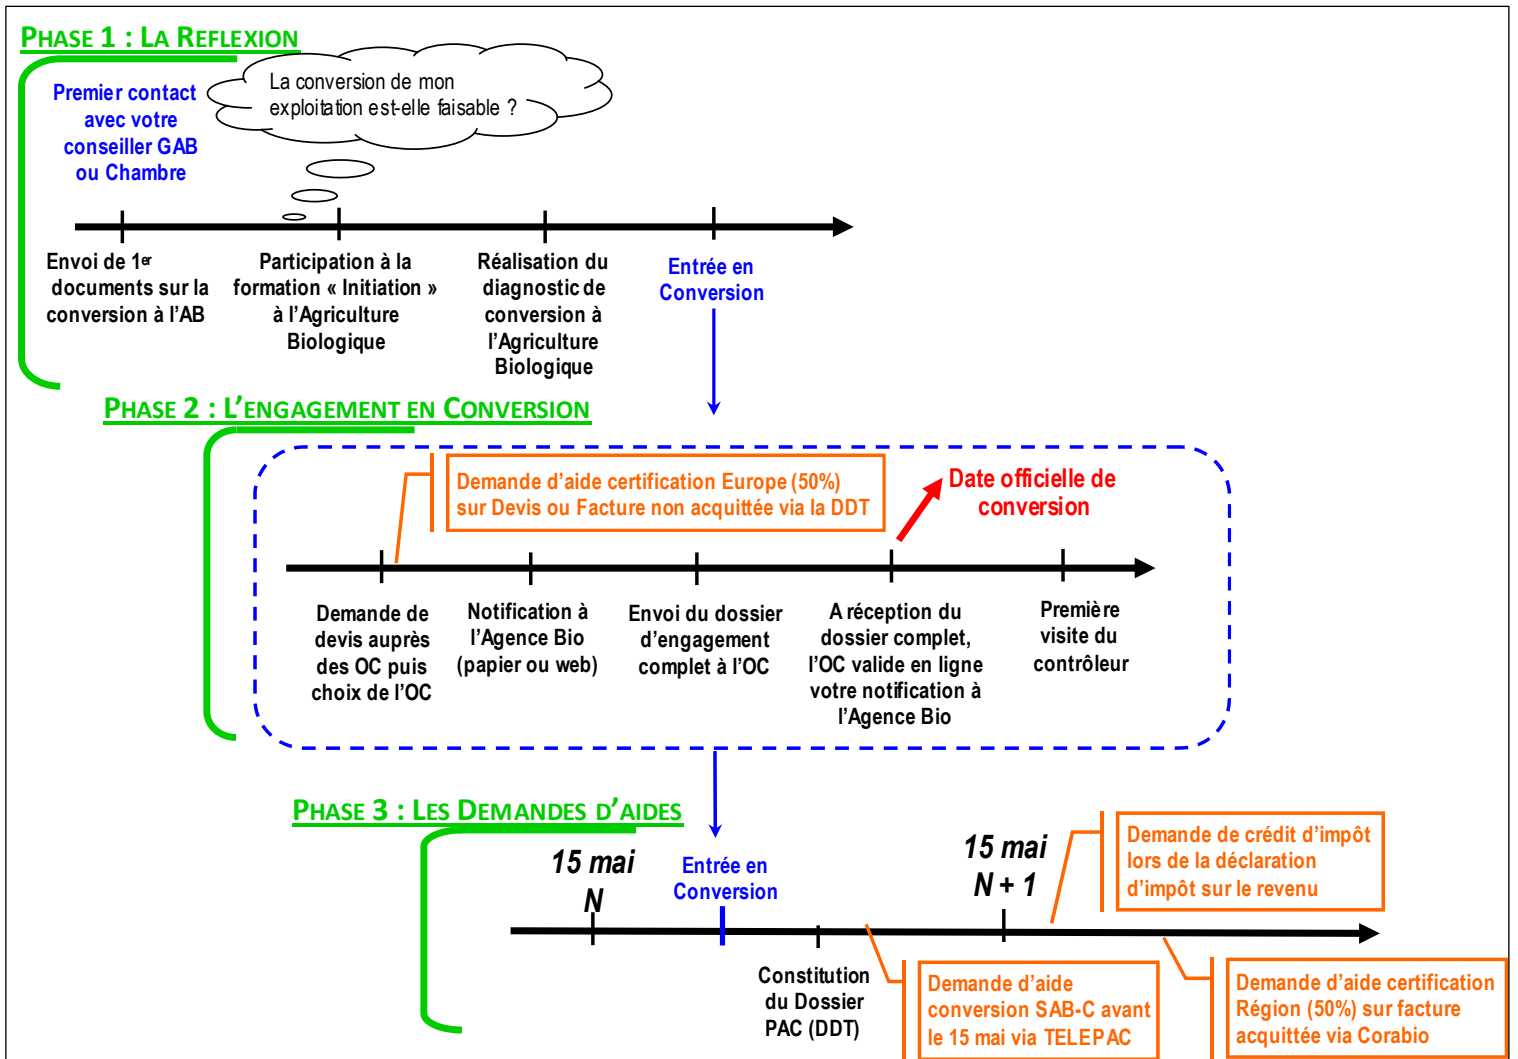 PHASE 1 : LA REFLEXION
Premier contact
avec votre
conseiller GAB
ou Chambre
La conversion de mon
exploitation est-elle faisable ?
Envoi de 1er
documents sur la
conversion à l'AB
Participation à la
formation « Initiation »
à l'Agriculture
Biologique
Réalisation du
diagnostic de
conversion à
l'Agriculture
Biologique
Entrée en
Conversion
PHASE 2 : L'ENGAGEMENT EN CONVERSION
Demande d'aide certification Europe (50%)
sur Devis ou Facture non acquittée via la DDT
Date officielle de
conversion
Demande de
devis auprès
des OC puis
choix de l'OC
Notification à
l'Agence Bio
(papier ou web)
Envoi du dossier
d'engagement
complet à l'OC
A réception du
dossier complet,
l'OC valide en ligne
votre notification à
l'Agence Bio
Première
visite du
contrôleur
PHASE 3 : LES DEMANDES D'AIDES
15 mai
N
Entrée en
Conversion
15 mai
N + 1
Demande de crédit d'impôt
lors de la déclaration
d'impôt sur le revenu
Constitution
du Dossier
PAC (DDT)
Demande d'aide
conversion SAB-C avant
le 15 mai via TELEPAC
Demande d'aide certification
Région (50%) sur facture
acquittée via Corabio